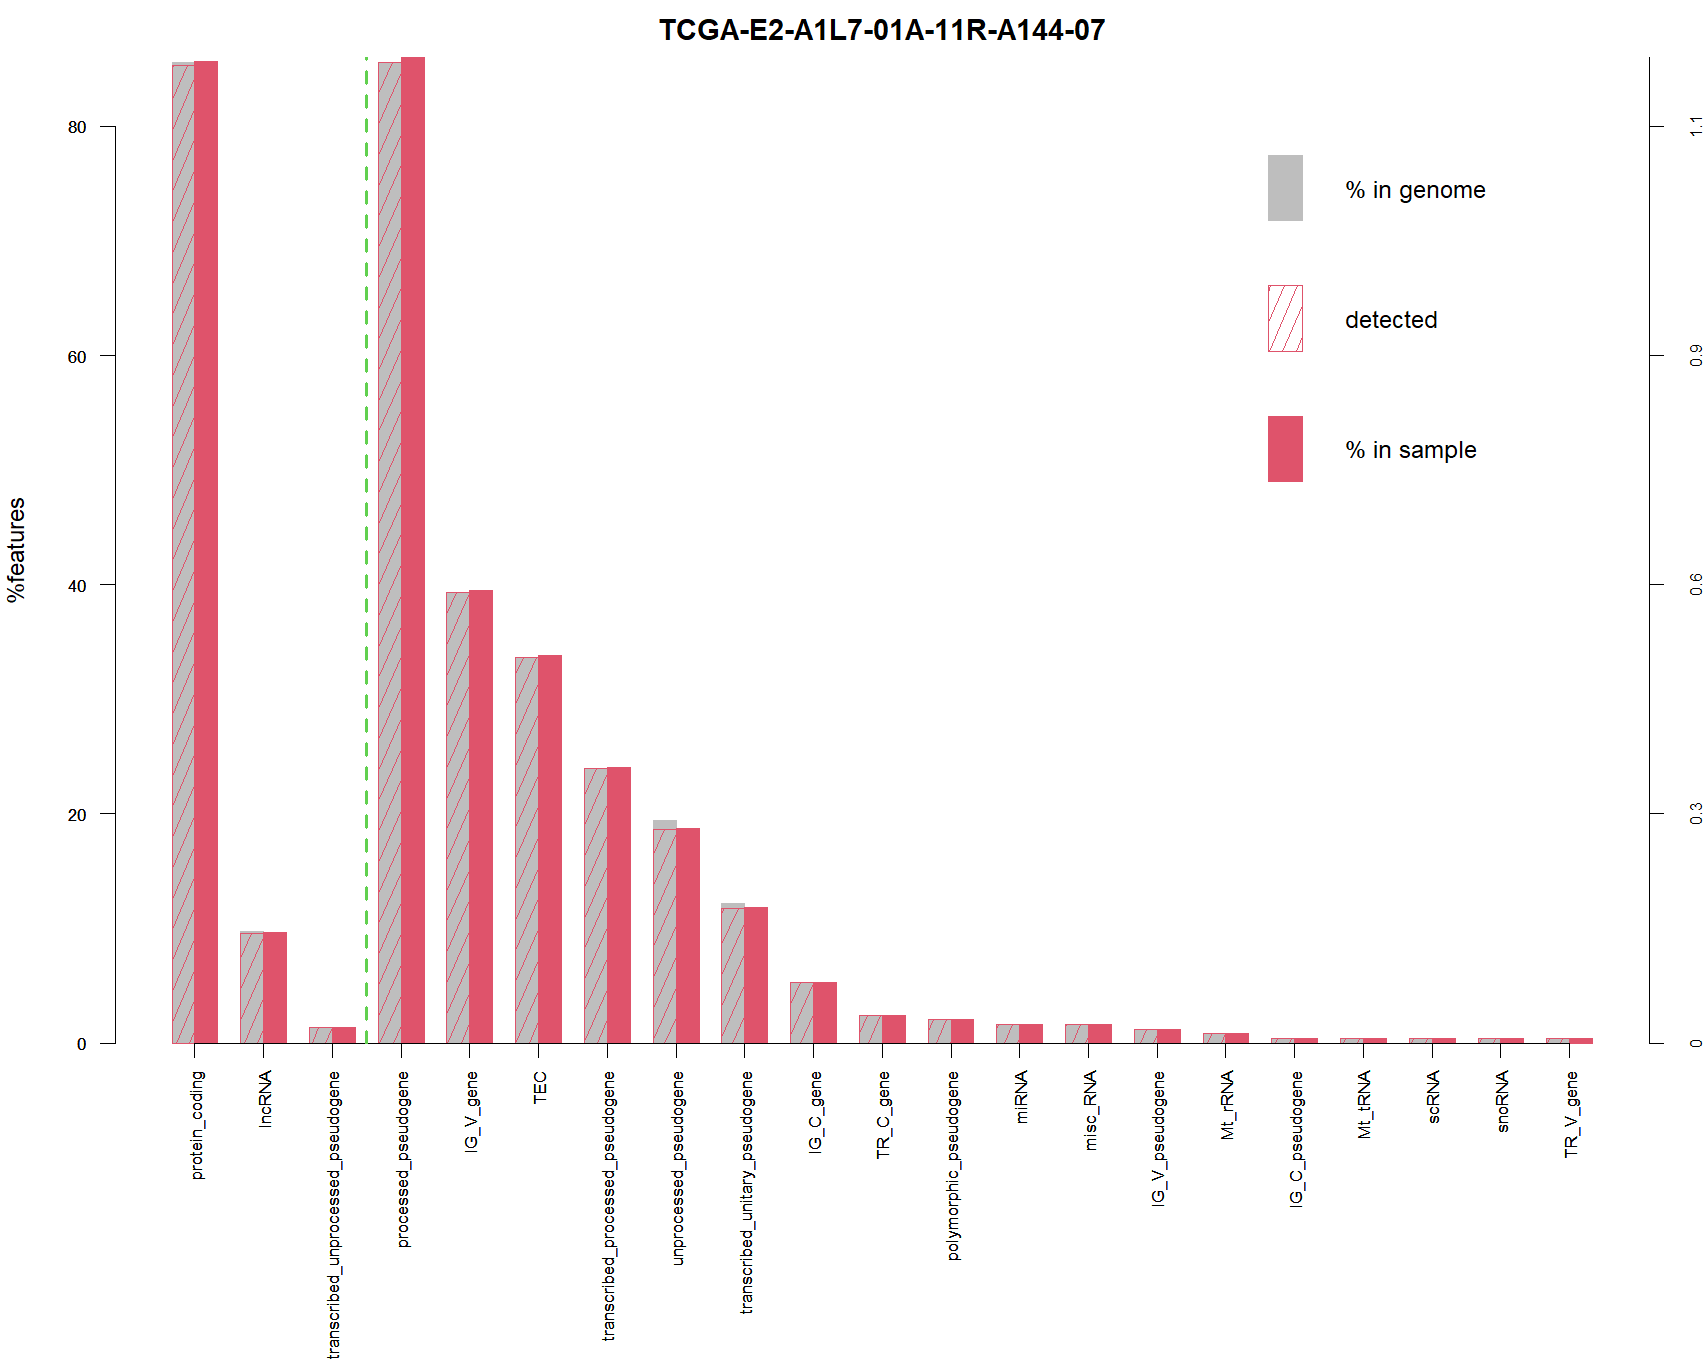 TCGA-E2-A1L7-01A-11R-A144-07
%features
80
60
40
20
0
1.1
0.9
0.6
0.3
0
% in genome
detected
% in sample
protein_coding
lncRNA
transcribed_unprocessed_pseudogene
processed_pseudogene
IG_V_gene
TEC
transcribed_processed_pseudogene
unprocessed_pseudogene
transcribed_unitary_pseudogene
IG_C_gene
TR_C_gene
polymorphic_pseudogene
miRNA
misc_RNA
IG_V_pseudogene
Mt_rRNA
IG_C_pseudogene
Mt_tRNA
scRNA
snoRNA
TR_V_gene